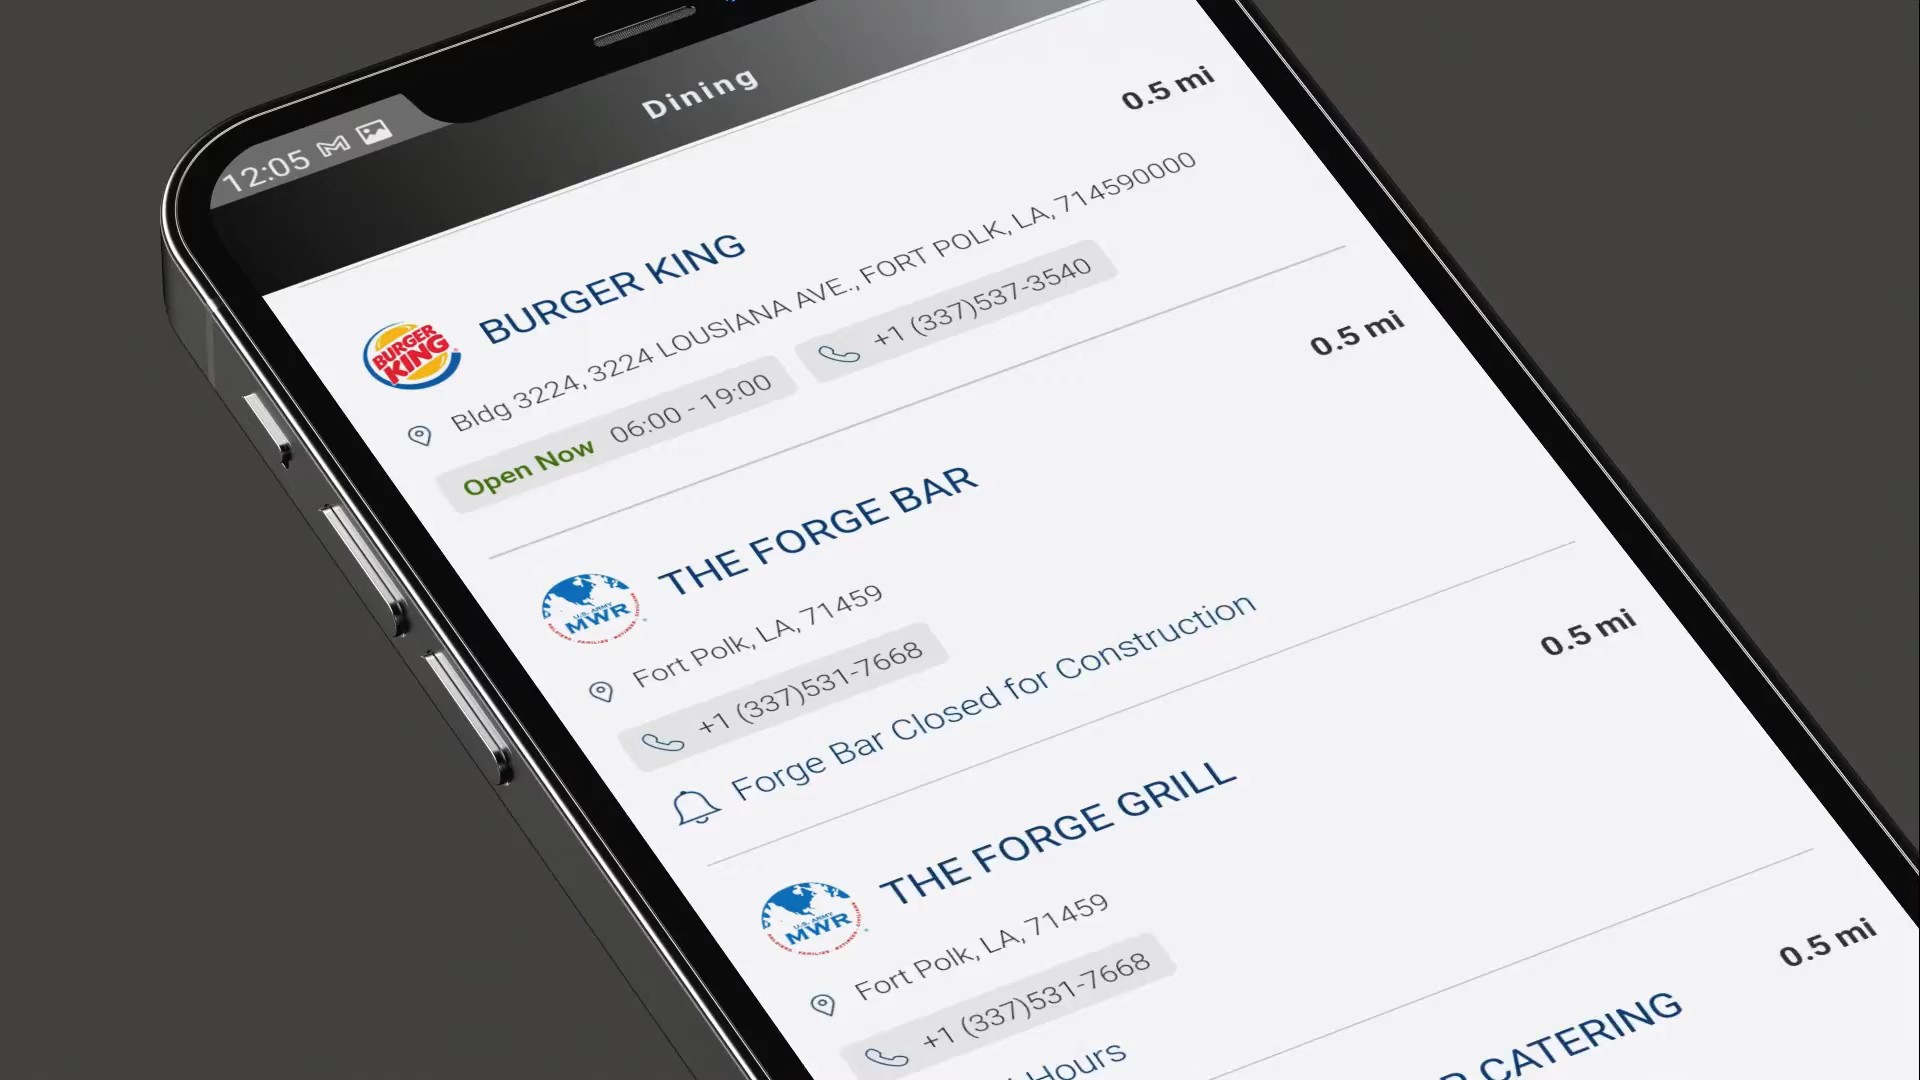 12:05
Dining
0.5 mi
BURGER KING
BURGER KING
Bldg 3224, 3224 LOUSIANA AVE., FORT POLK, LA, 714590000
Open Now 06:00 - 19:00
+1 (337)537-3540
0.5 mi
U.S. ARMY
MWR
THE FORGE BAR
Fort Polk, LA, 71459
+1 (337)531-7668
Forge Bar Closed for Construction
0.5 mi
U.S. ARMY
MWR
THE FORGE GRILL
Fort Polk, LA, 71459
+1 (337)531-7668
Hours
0.5 mi
CATERING